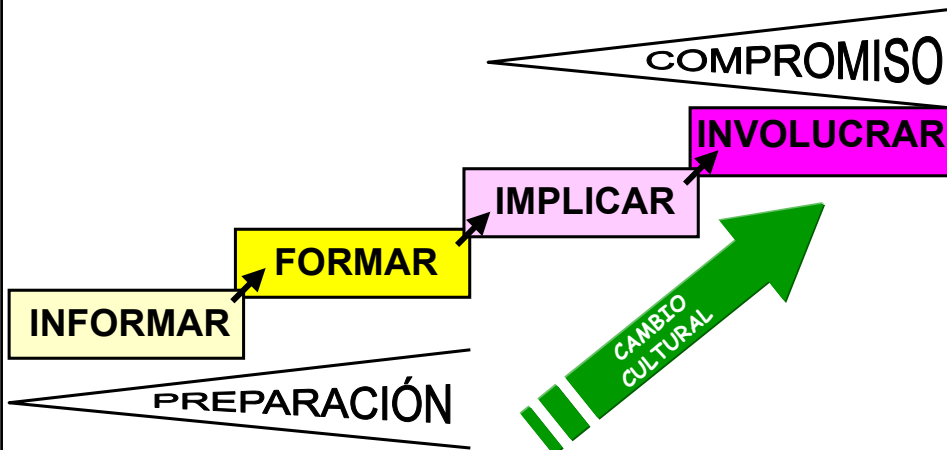 COMPROMISO
INVOLUCRAR
IMPLICAR
FORMAR
INFORMAR
CAMBIO
CULTURAL
PREPARACIÓN